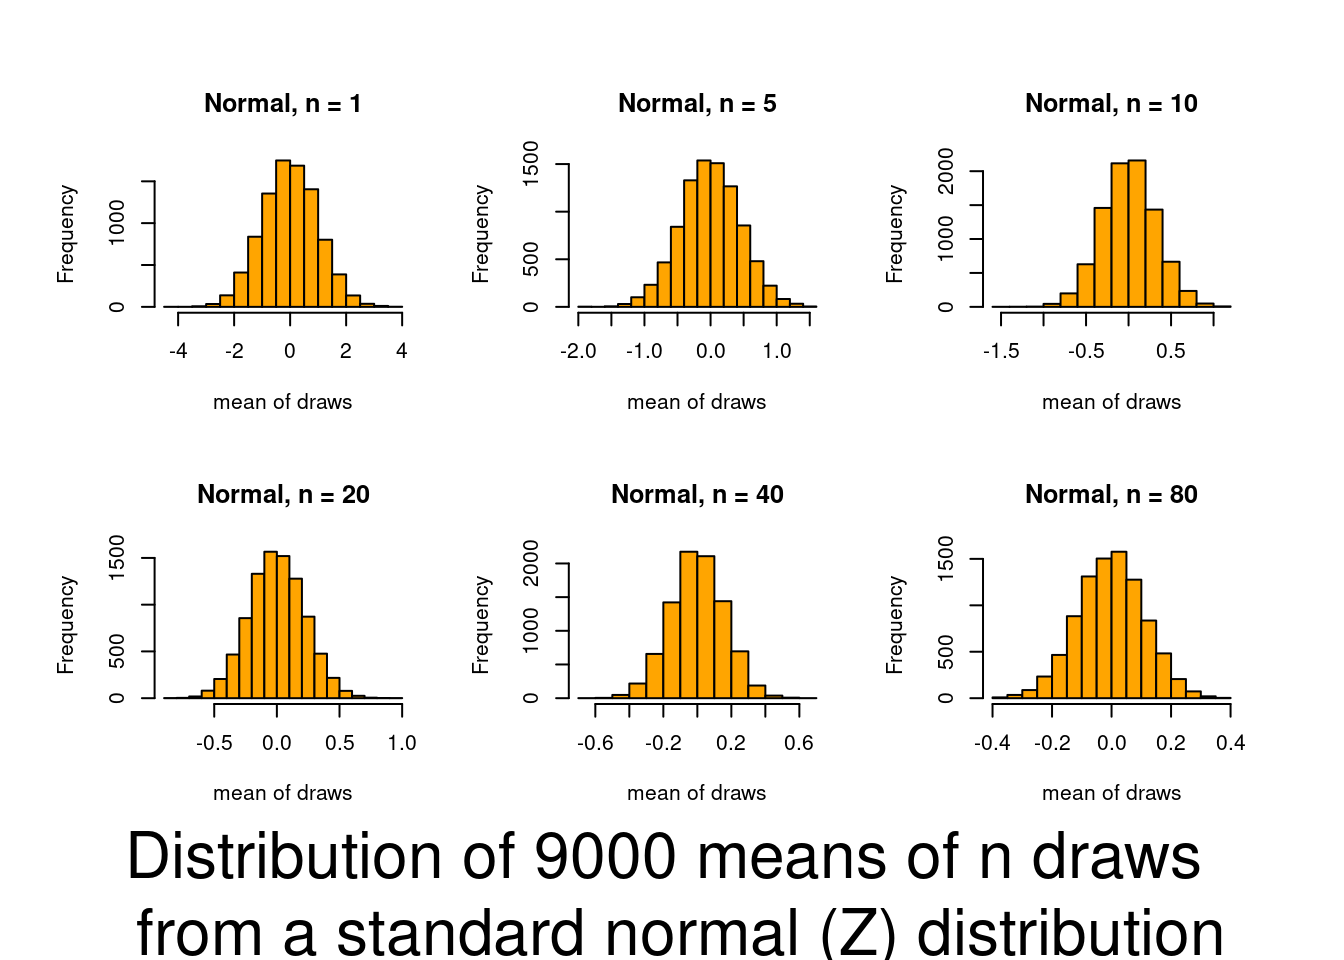 Normal, n = 1
Frequency
0
1000
-4 -2 0 2 4
mean of draws
Normal, n = 5
Frequency
0
500
1500
-2.0 -1.0 0.0 1.0
mean of draws
Normal, n = 10
Frequency
0
1000
2000
-1.5 -0.5 0.5
mean of draws
Normal, n = 20
Frequency
0
500
1500
-0.5 0.0 0.5 1.0
mean of draws
Normal, n = 40
Frequency
0
1000
2000
-0.6 -0.2 0.2 0.6
mean of draws
Normal, n = 80
Frequency
0
500
1500
-0.4 -0.2 0.0 0.2 0.4
mean of draws
Distribution of 9000 means of n draws
from a standard normal (Z) distribution